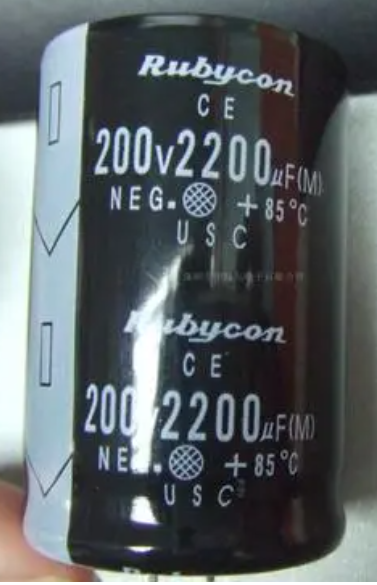 Rubycon
CE
200V2200μF(M)
NEG. +85°C
USC
Rubycon
CE
200V2200μF(M)
NEG. +85°C
USC